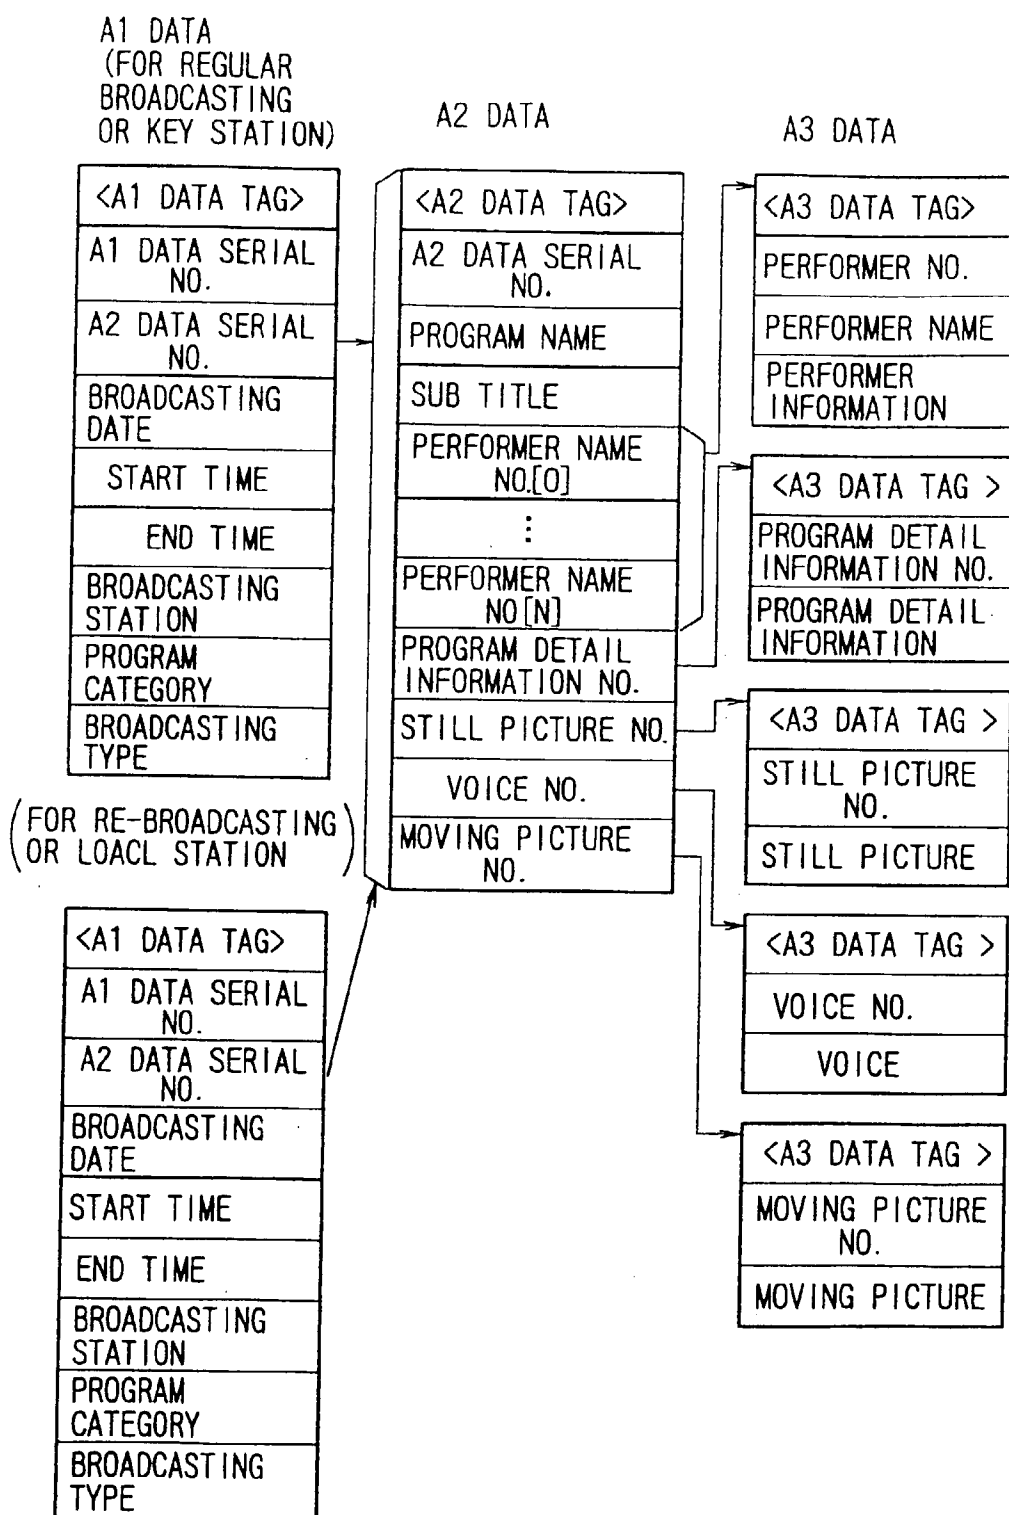 A1 DATA
(FOR REGULAR
BROADCASTING
OR KEY STATION)
<A1 DATA TAG>
A1 DATA SERIAL
NO.
A2 DATA SERIAL
NO.
BROADCASTING
DATE
START TIME
END TIME
BROADCASTING
STATION
PROGRAM
CATEGORY
BROADCASTING
TYPE
(FOR RE-BROADCASTING
OR LOACL STATION)
<A1 DATA TAG>
A1 DATA SERIAL
NO.
A2 DATA SERIAL
NO.
BROADCASTING
DATE
START TIME
END TIME
BROADCASTING
STATION
PROGRAM
CATEGORY
BROADCASTING
TYPE
A2 DATA
<A2 DATA TAG>
A2 DATA SERIAL
NO.
PROGRAM NAME
SUB TITLE
PERFORMER NAME
NO.[0]
⋮
PERFORMER NAME
NO[N]
PROGRAM DETAIL
INFORMATION NO.
STILL PICTURE NO.
VOICE NO.
MOVING PICTURE
NO.
A3 DATA
<A3 DATA TAG>
PERFORMER NO.
PERFORMER NAME
PERFORMER
INFORMATION
<A3 DATA TAG >
PROGRAM DETAIL
INFORMATION NO.
PROGRAM DETAIL
INFORMATION
<A3 DATA TAG >
STILL PICTURE
NO.
STILL PICTURE
<A3 DATA TAG >
VOICE NO.
VOICE
<A3 DATA TAG >
MOVING PICTURE
NO.
MOVING PICTURE